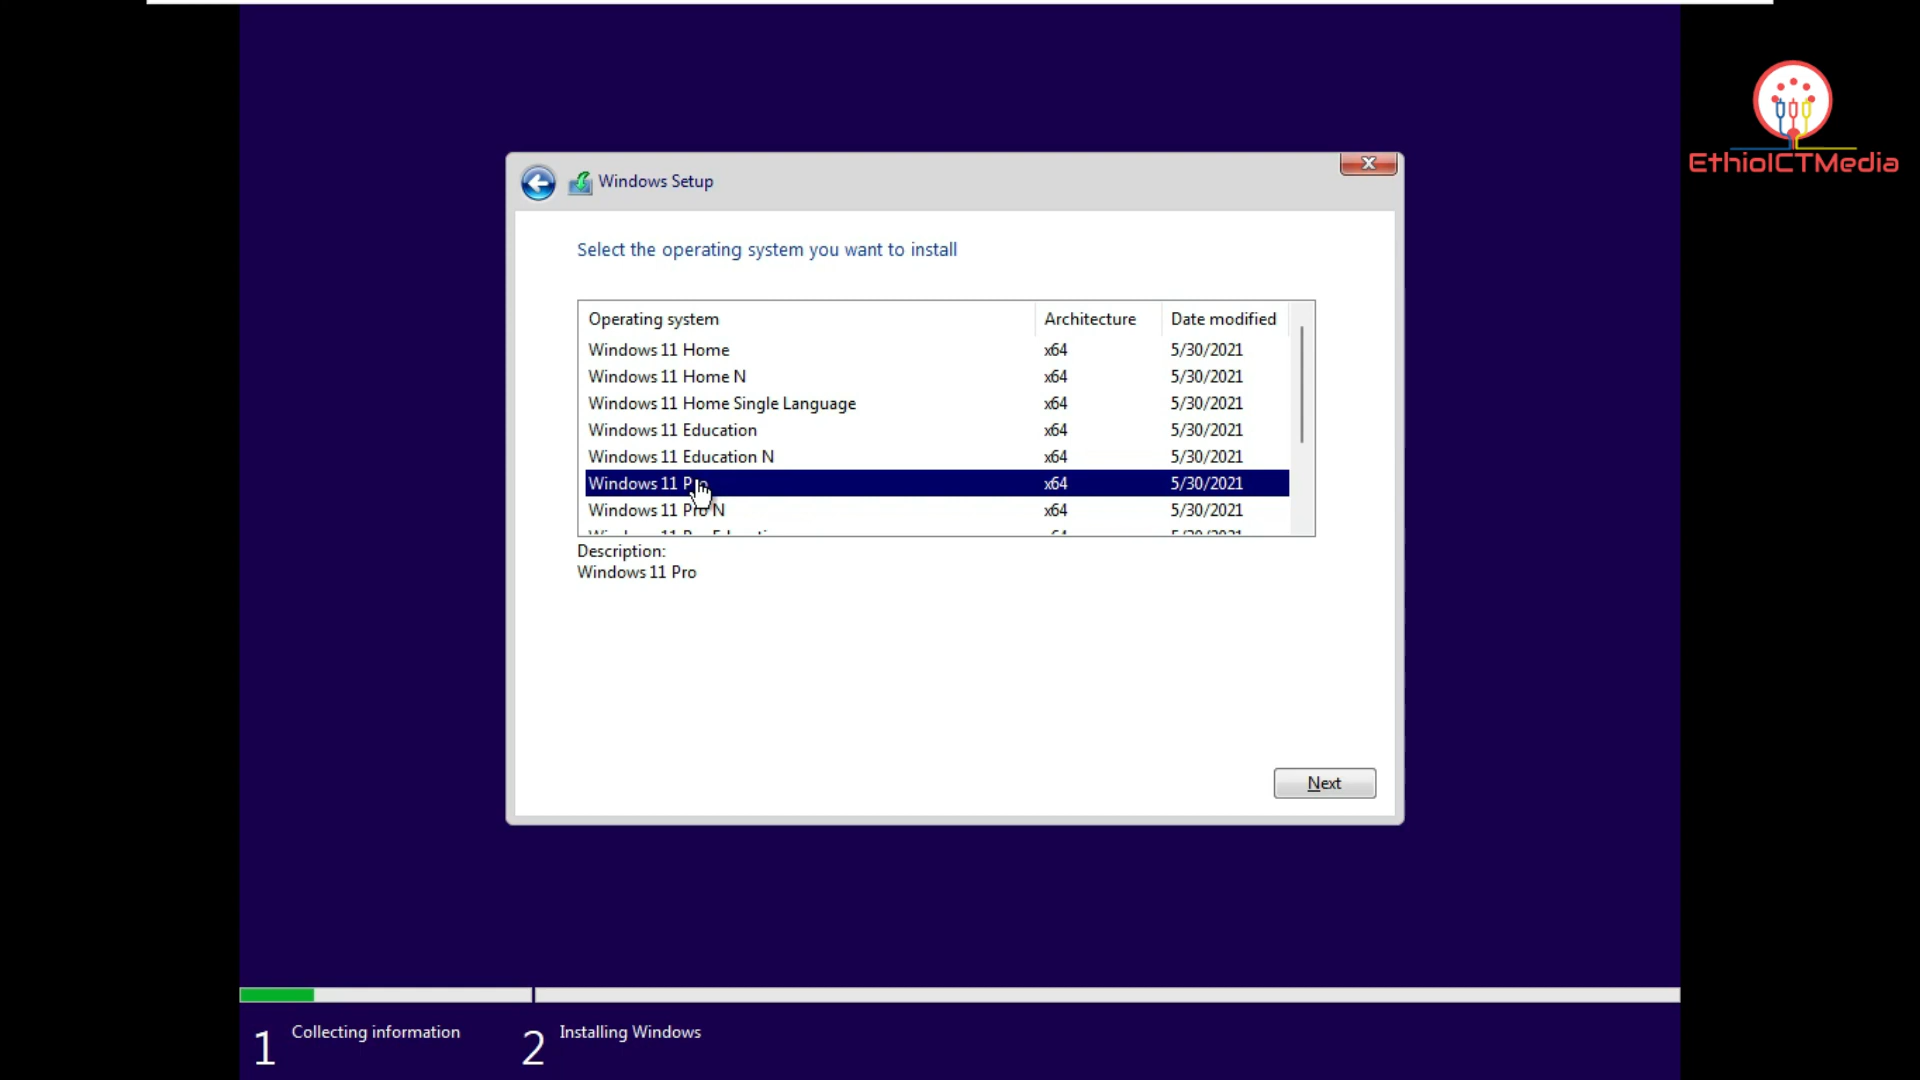 EthioICTMedia
Windows Setup
Select the operating system you want to install
Operating system Architecture Date modified
Windows 11 Home x64 5/30/2021
Windows 11 Home N x64 5/30/2021
Windows 11 Home Single Language x64 5/30/2021
Windows 11 Education x64 5/30/2021
Windows 11 Education N x64 5/30/2021
Windows 11 Pro x64 5/30/2021
Windows 11 Pro N x64 5/30/2021
Description:
Windows 11 Pro
Next
1 Collecting information 2 Installing Windows